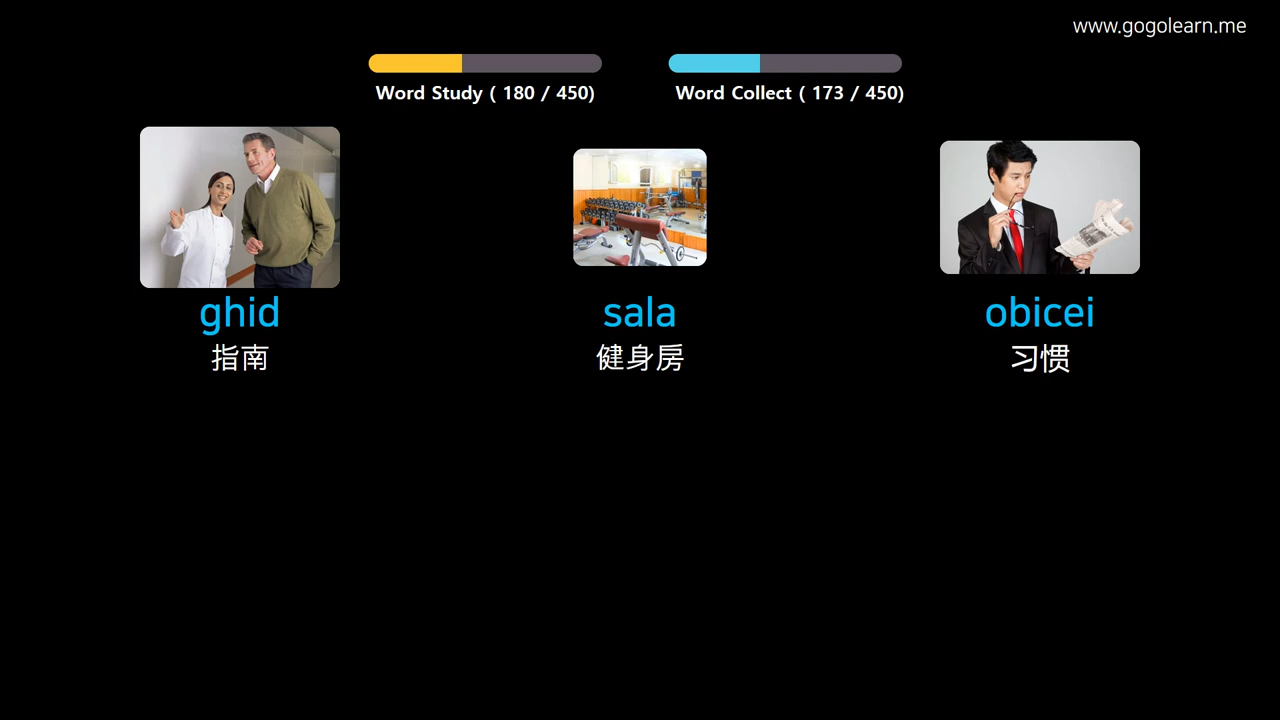 www.gogolearn.me
Word Study ( 180 / 450)
Word Collect ( 173 / 450)
ghid
指南
sala
健身房
obicei
习惯